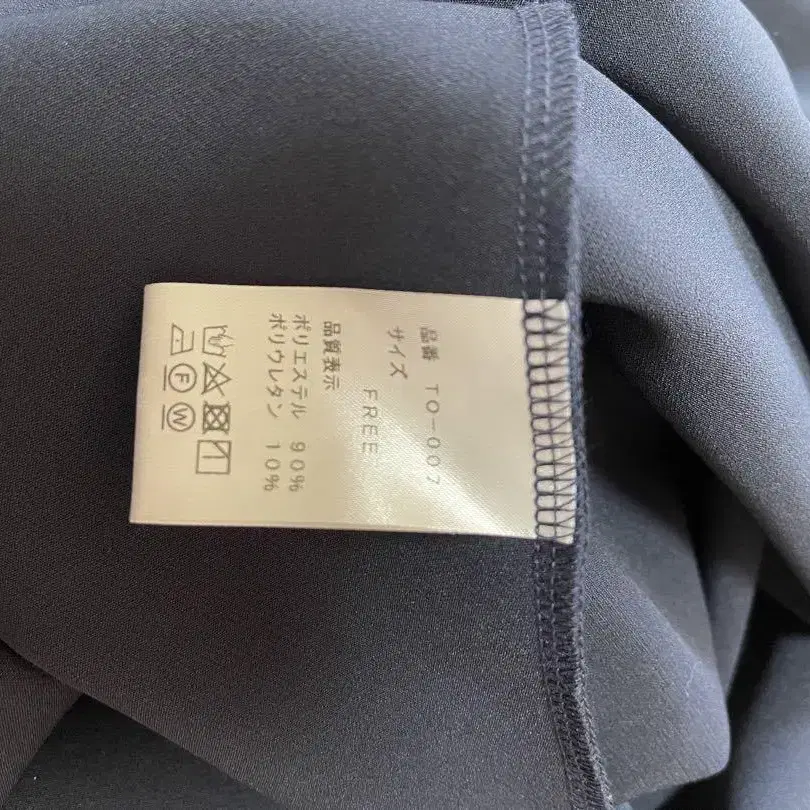 品番 TO-007
サイズ
FREE
品質表示
ポリエステル 90%
ポリウレタン 10%
F
W